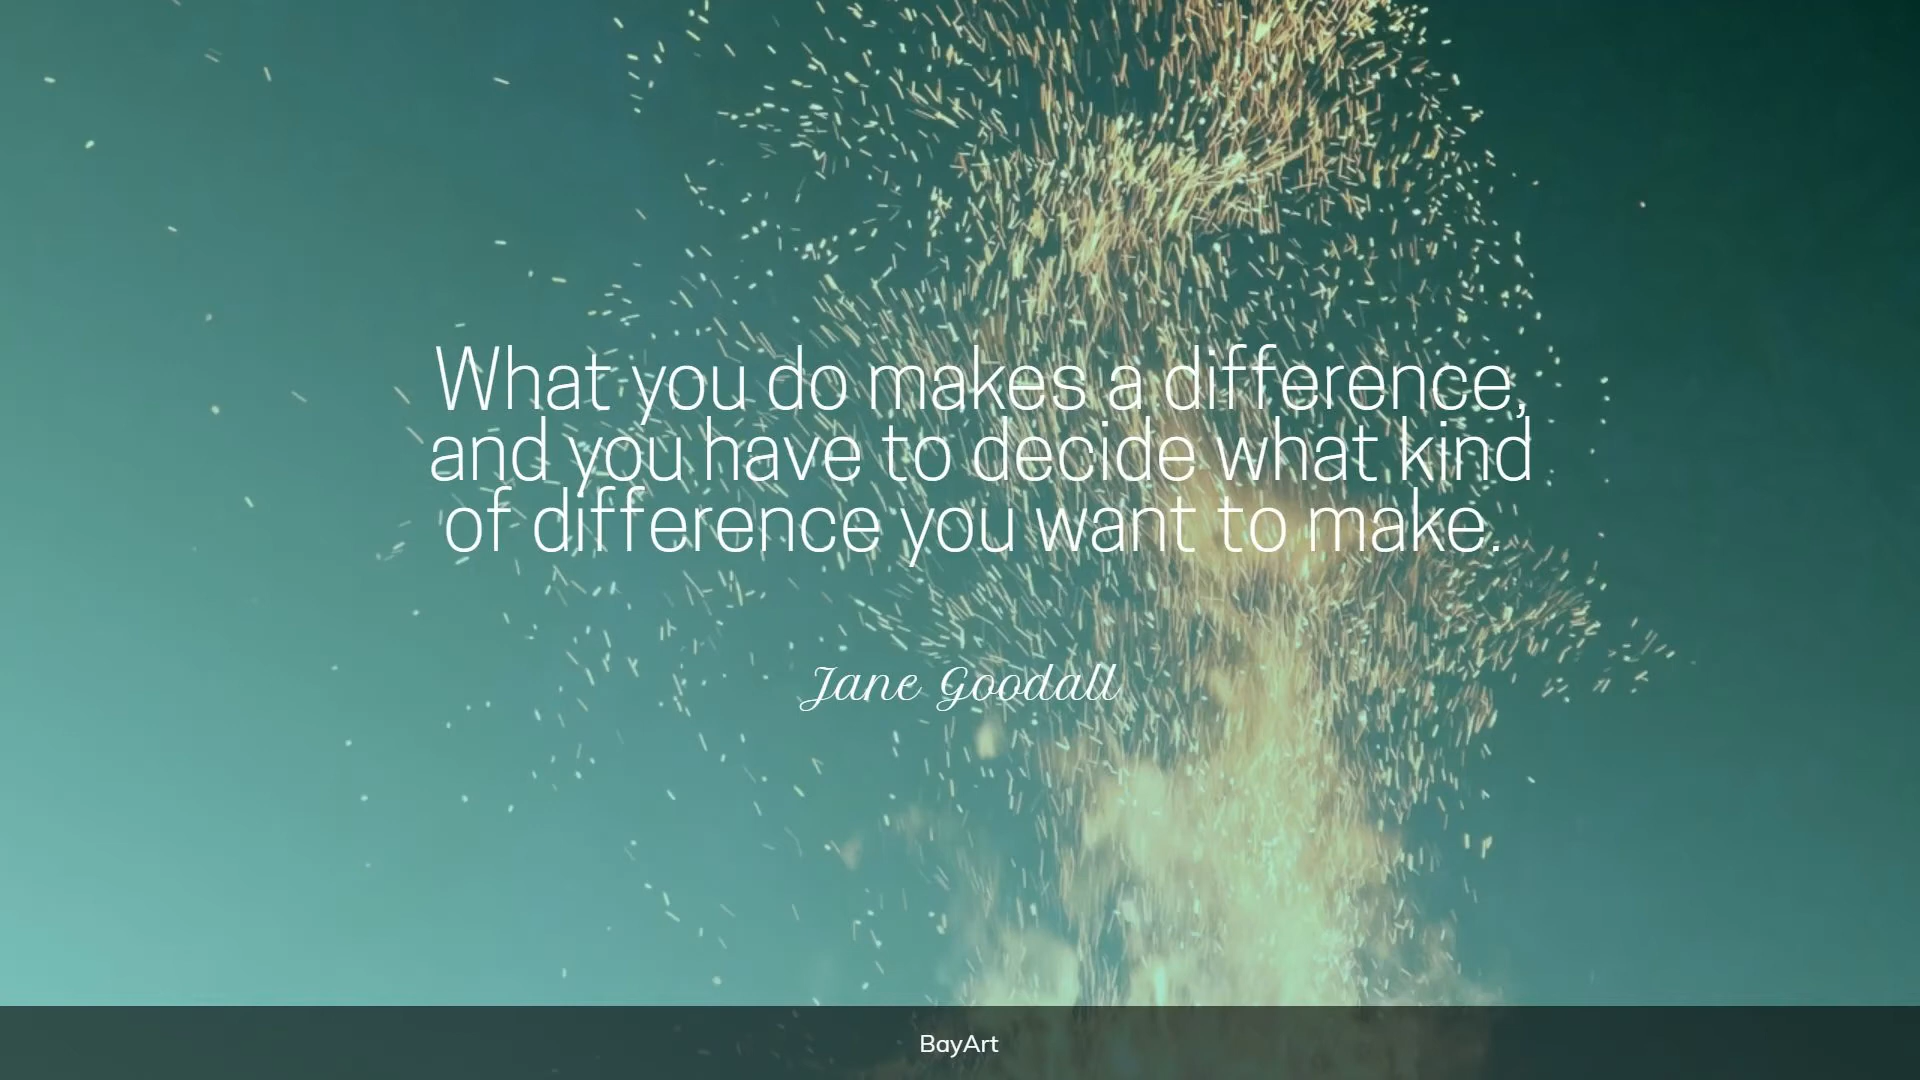 What you do makes a difference,
and you have to decide what kind
of difference you want to make.
Jane Goodall
BayArt